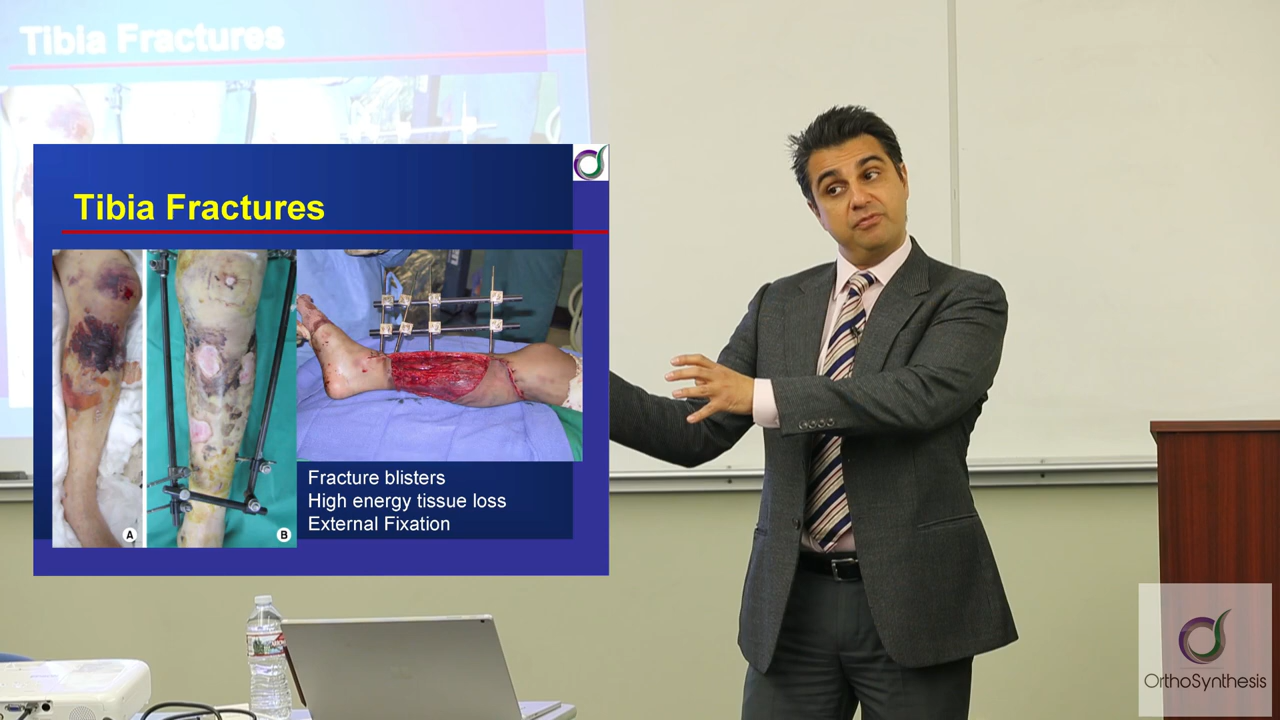 Tibia Fractures
Tibia Fractures
A
B
Fracture blisters
High energy tissue loss
External Fixation
OrthoSynthesis